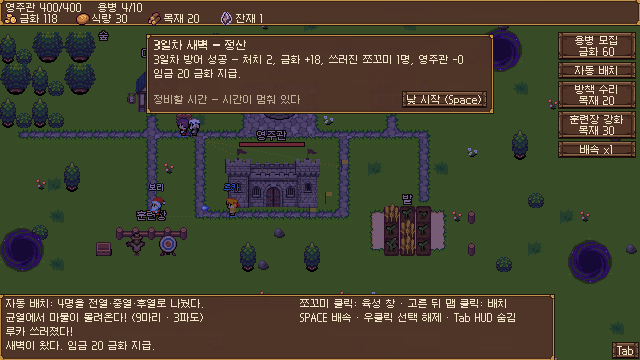 영주관 400/400 용병 4/10
금화 118 식량 30 목재 20 잔재 1
숲
3일차 새벽 – 정산
3일차 방어 성공 – 처치 2, 금화 +18, 쓰러진 쪼꼬미 1명, 영주관 -0
임금 20 금화 지급.
정비할 시간 – 시간이 멈춰 있다
낮 시작 (Space)
용병 모집
금화 60
자동 배치
방책 수리
목재 20
훈련장 강화
목재 30
배속 x1
영주관
보리
훈련장
밭
자동 배치: 4명을 전열·중열·후열로 나눴다.
균열에서 마물이 몰려온다! (9마리 · 3파도)
루카 쓰러졌다!
새벽이 왔다. 임금 20 금화 지급.
쪼꼬미 클릭: 육성 창 · 고른 뒤 맵 클릭: 배치
SPACE 배속 · 우클릭 선택 해제 · Tab HUD 숨김
Tab